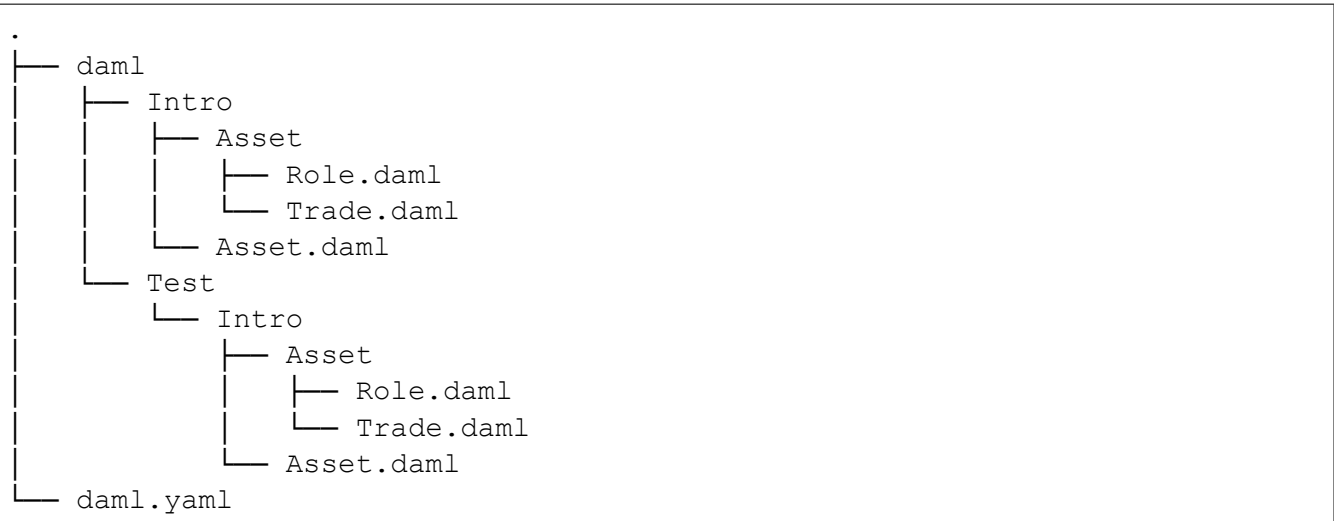 .
├── daml
│   ├── Intro
│   │   ├── Asset
│   │   │   ├── Role.daml
│   │   │   └── Trade.daml
│   │   └── Asset.daml
│   └── Test
│       └── Intro
│           ├── Asset
│           │   ├── Role.daml
│           │   └── Trade.daml
│           └── Asset.daml
└── daml.yaml